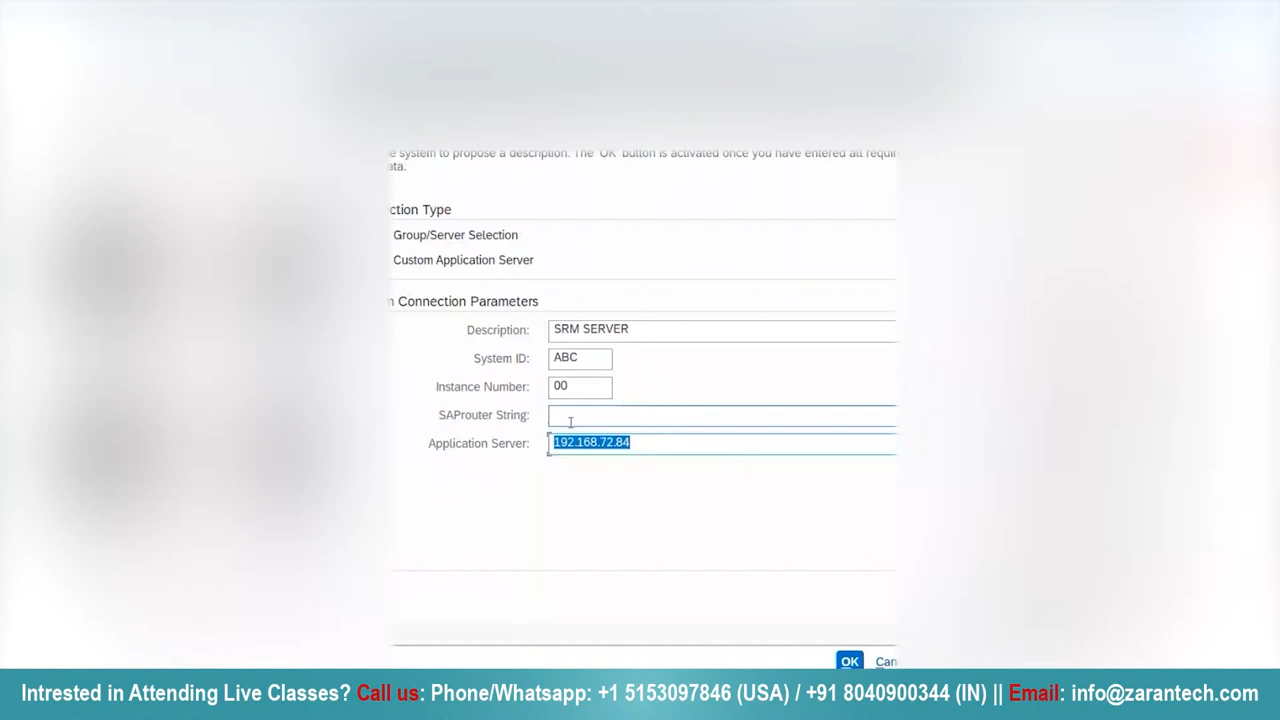 e system to propose a description. The 'OK' button is activated once you have entered all requir
ata.
ction Type
Group/Server Selection
Custom Application Server
n Connection Parameters
Description: SRM SERVER
System ID: ABC
Instance Number: 00
SAProuter String:
Application Server: 192.168.72.84
OK Can
Intrested in Attending Live Classes? Call us: Phone/Whatsapp: +1 5153097846 (USA) / +91 8040900344 (IN) || Email: info@zarantech.com